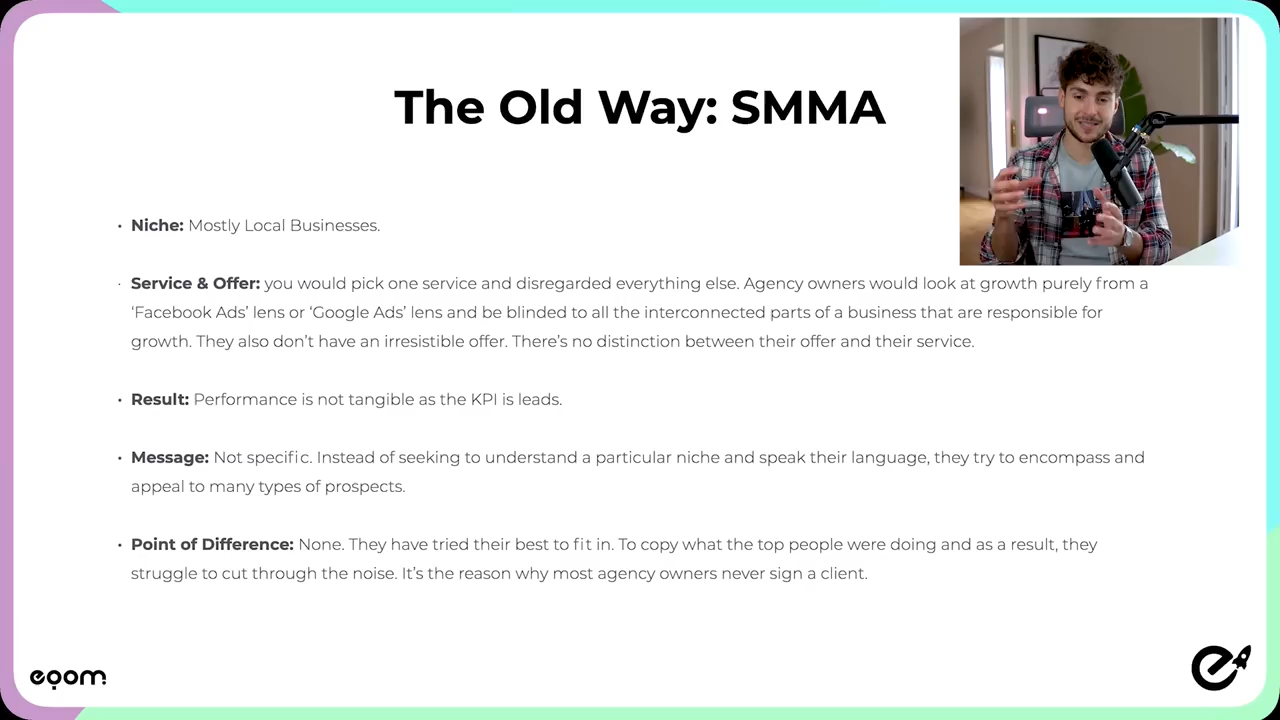 The Old Way: SMMA
• Niche: Mostly Local Businesses.
· Service & Offer: you would pick one service and disregarded everything else. Agency owners would look at growth purely from a
‘Facebook Ads’ lens or ‘Google Ads’ lens and be blinded to all the interconnected parts of a business that are responsible for
growth. They also don’t have an irresistible offer. There’s no distinction between their offer and their service.
• Result: Performance is not tangible as the KPI is leads.
• Message: Not specific. Instead of seeking to understand a particular niche and speak their language, they try to encompass and
appeal to many types of prospects.
• Point of Difference: None. They have tried their best to fit in. To copy what the top people were doing and as a result, they
struggle to cut through the noise. It’s the reason why most agency owners never sign a client.
eqom